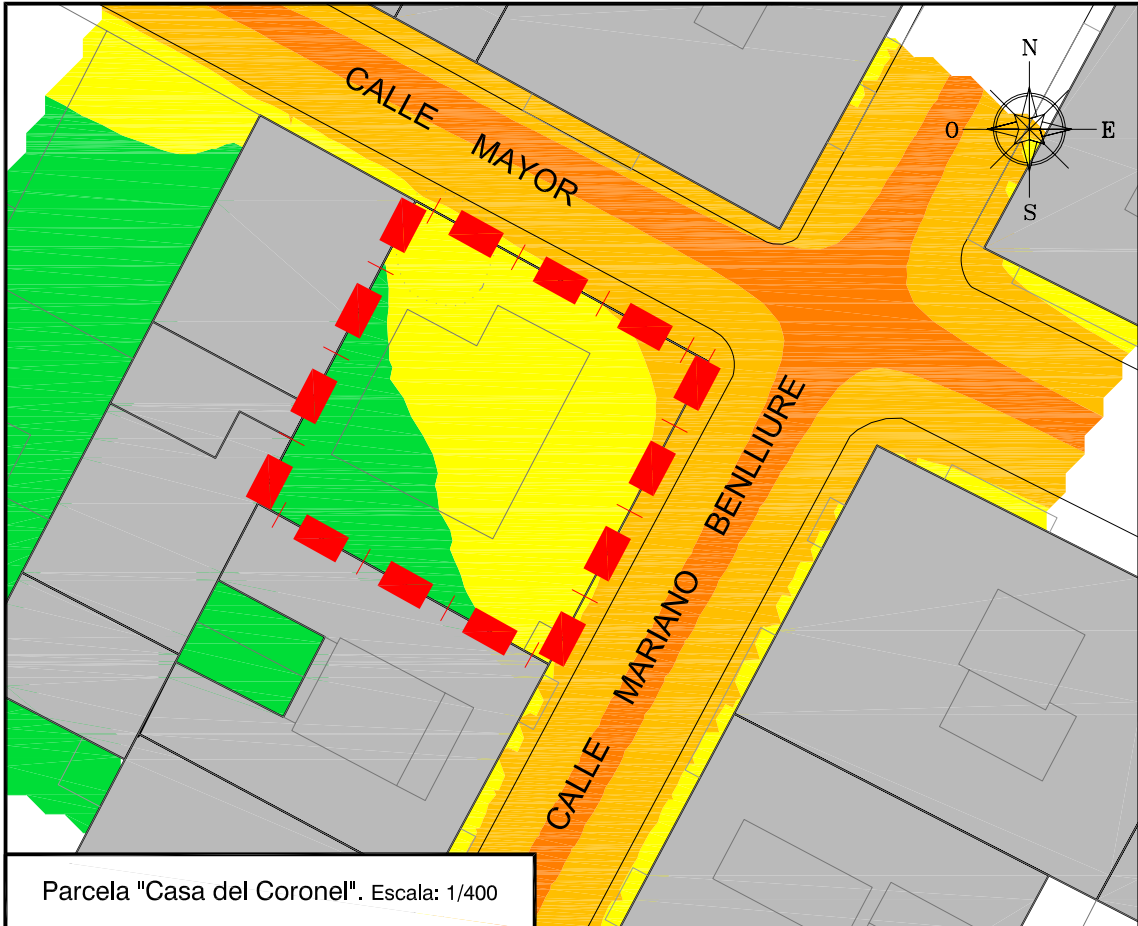 CALLE MAYOR
N
O E
S
CALLE MARIANO BENLLIURE
Parcela "Casa del Coronel". Escala: 1/400